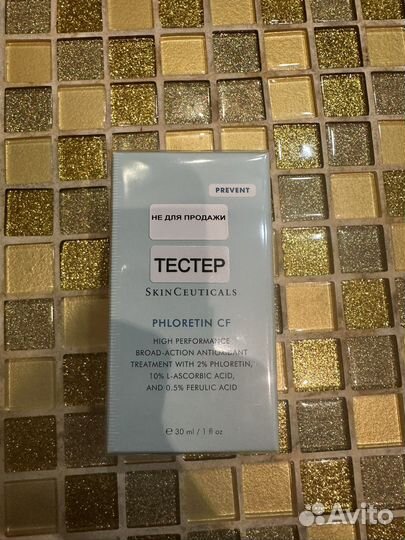 PREVENT
НЕ ДЛЯ ПРОДАЖИ
ТЕСТЕР
SKINCEUTICALS
PHLORETIN CF
HIGH PERFORMANCE
BROAD-ACTION ANTIOXIDANT
TREATMENT WITH 2% PHLORETIN,
10% L-ASCORBIC ACID,
AND 0.5% FERULIC ACID
℮ 30 ml / 1 fl oz
Avito